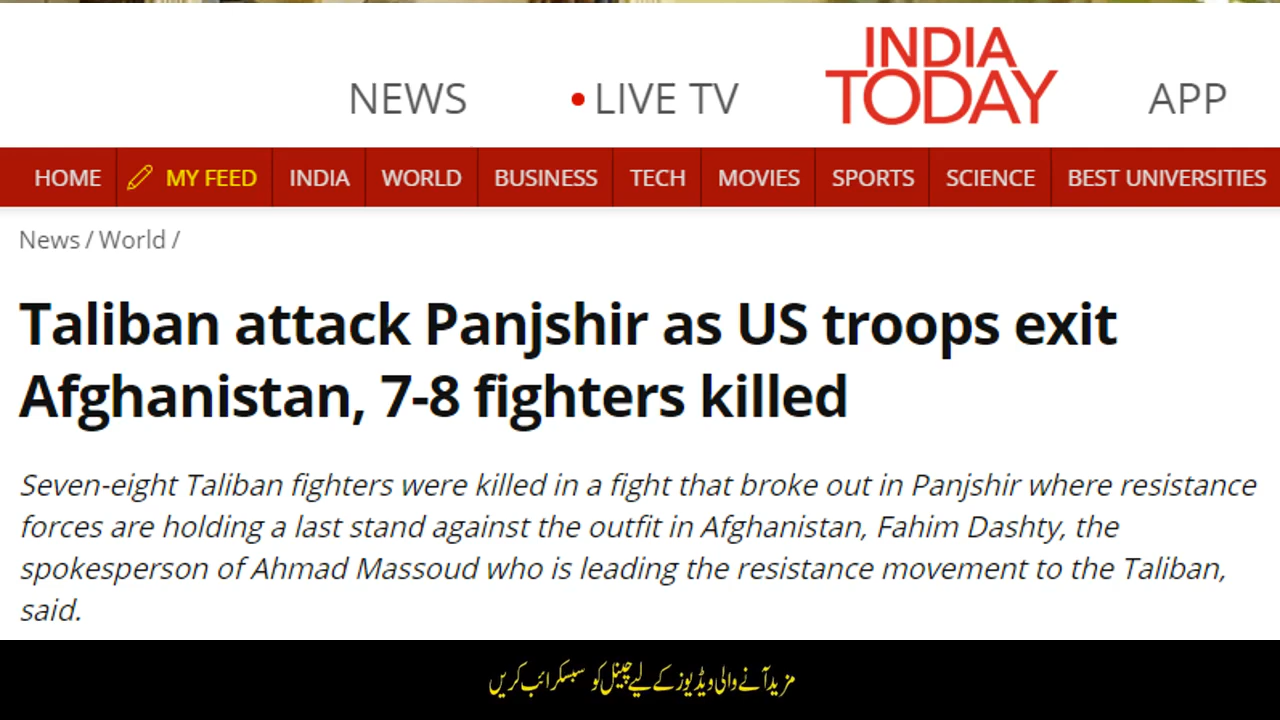 NEWS
LIVE TV
INDIA
TODAY
APP
HOME MY FEED INDIA WORLD BUSINESS TECH MOVIES SPORTS SCIENCE BEST UNIVERSITIES
News / World /
Taliban attack Panjshir as US troops exit
Afghanistan, 7-8 fighters killed
Seven-eight Taliban fighters were killed in a fight that broke out in Panjshir where resistance
forces are holding a last stand against the outfit in Afghanistan, Fahim Dashty, the
spokesperson of Ahmad Massoud who is leading the resistance movement to the Taliban,
said.
مزید آنے والی ویڈیوز کے لیے چینل کو سبسکرائب کریں